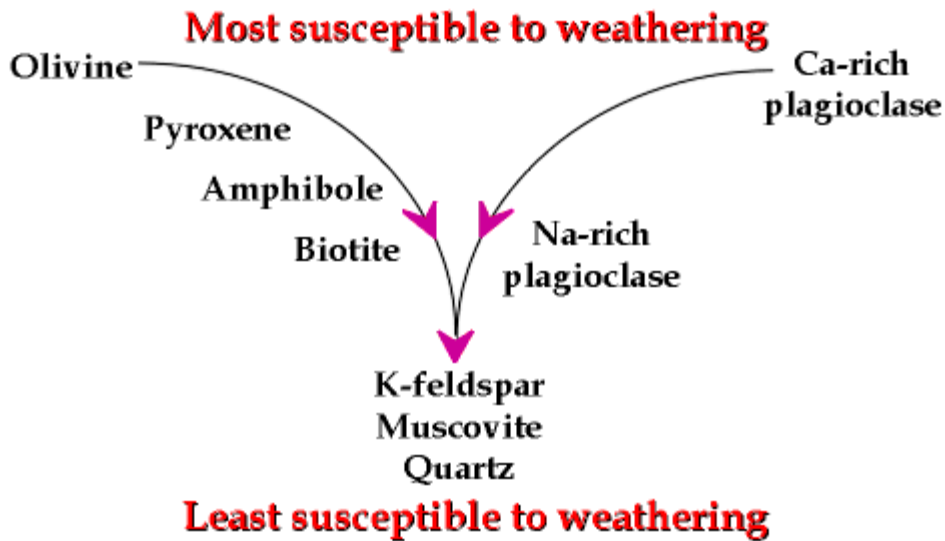 Most susceptible to weathering
Olivine
Ca-rich
plagioclase
Pyroxene
Amphibole
Biotite
Na-rich
plagioclase
K-feldspar
Muscovite
Quartz
Least susceptible to weathering